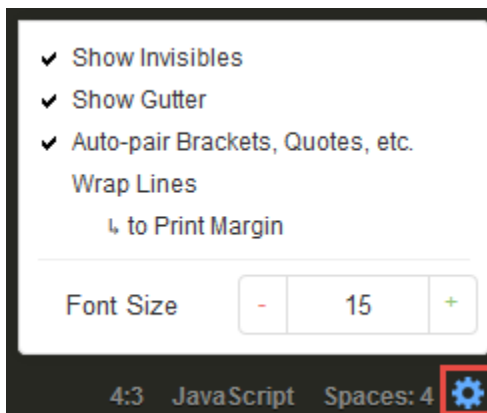 ✔ Show Invisibles
✔ Show Gutter
✔ Auto-pair Brackets, Quotes, etc.
Wrap Lines
↳ to Print Margin
Font Size - 15 +
4:3 JavaScript Spaces: 4